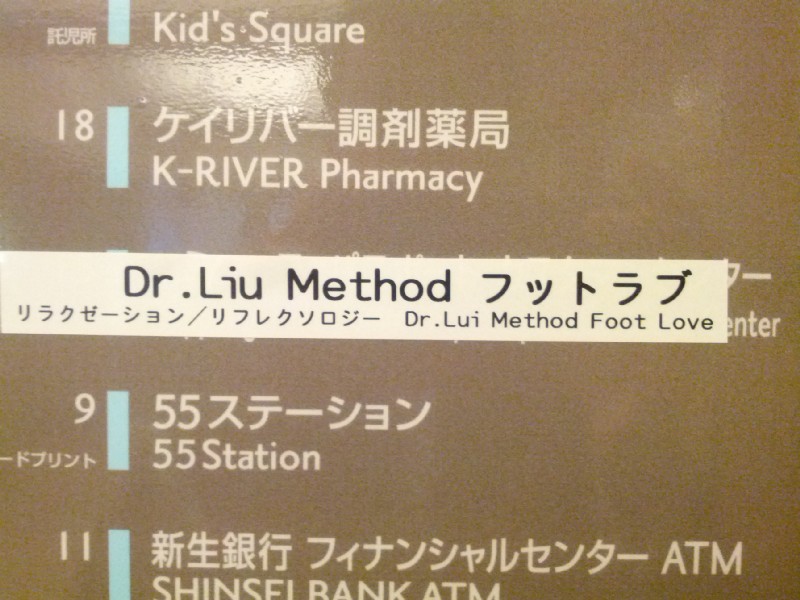 託児所 Kid's Square
18 ケイリバー調剤薬局
K-RIVER Pharmacy
Dr.Liu Method フットラブ
ター
リラクゼーション/リフレクソロジー Dr.Lui Method Foot Love
enter
9 55ステーション
ードプリント 55 Station
11 新生銀行 フィナンシャルセンター ATM
SHINSEI BANK ATM